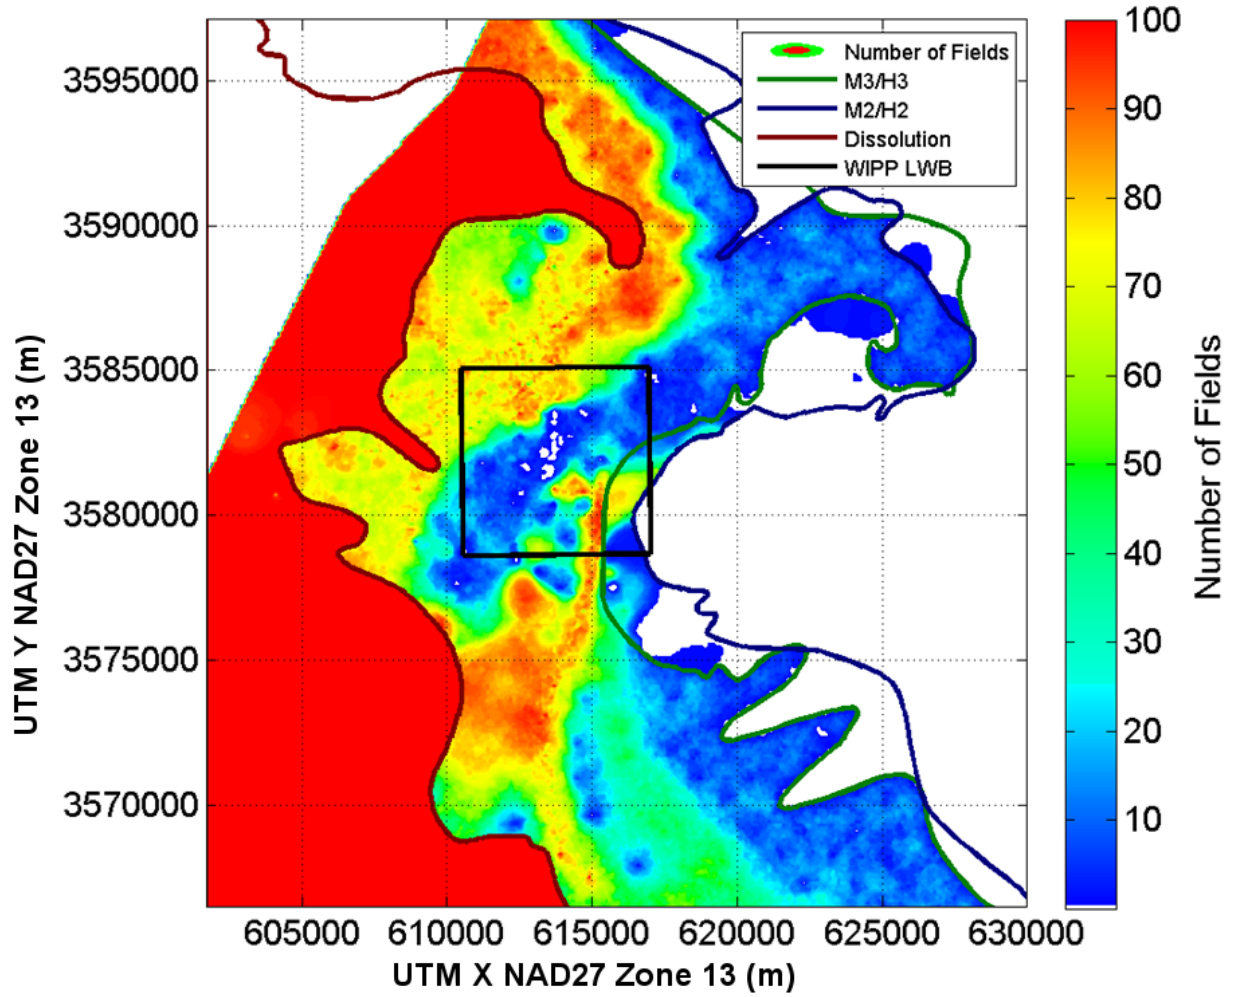 Number of Fields
M3/H3
M2/H2
Dissolution
WIPP LWB
3595000
3590000
3585000
3580000
3575000
3570000
UTM Y NAD27 Zone 13 (m)
605000 610000 615000 620000 625000 630000
UTM X NAD27 Zone 13 (m)
100
90
80
70
60
50
40
30
20
10
Number of Fields